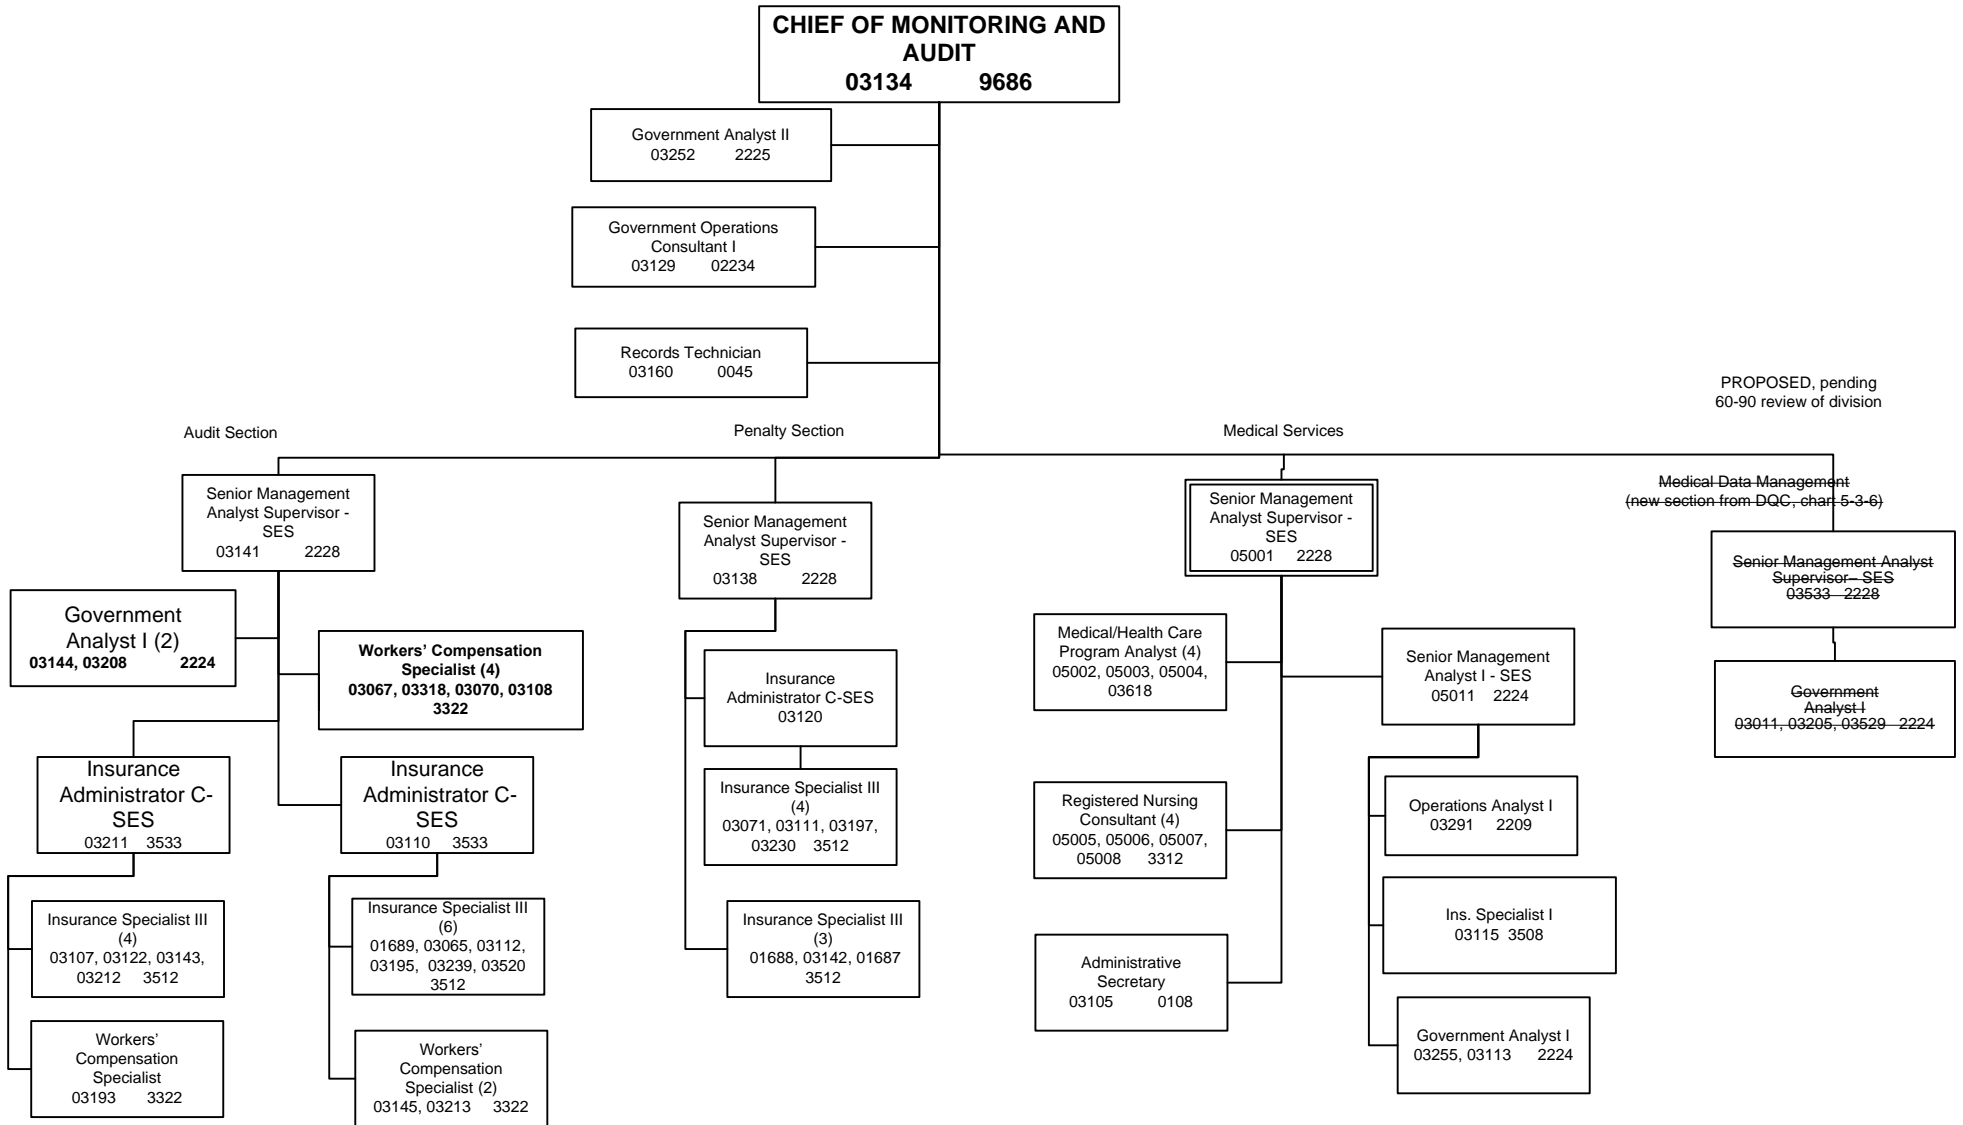 CHIEF OF MONITORING AND
AUDIT
03134 9686
Government Analyst II
03252 2225
Government Operations
Consultant I
03129 02234
Records Technician
03160 0045
PROPOSED, pending
60-90 review of division
Audit Section
Penalty Section
Medical Services
Medical Data Management
(new section from DQC, chart 5-3-6)
Senior Management
Analyst Supervisor -
SES
03141 2228
Senior Management
Analyst Supervisor -
SES
03138 2228
Senior Management
Analyst Supervisor -
SES
05001 2228
Senior Management Analyst
Supervisor– SES
03533 2228
Government
Analyst I (2)
03144, 03208 2224
Workers’ Compensation
Specialist (4)
03067, 03318, 03070, 03108
3322
Insurance
Administrator C-SES
03120
Medical/Health Care
Program Analyst (4)
05002, 05003, 05004,
03618
Senior Management
Analyst I - SES
05011 2224
Government
Analyst I
03011, 03205, 03529 2224
Insurance
Administrator C-
SES
03211 3533
Insurance
Administrator C-
SES
03110 3533
Insurance Specialist III
(4)
03071, 03111, 03197,
03230 3512
Registered Nursing
Consultant (4)
05005, 05006, 05007,
05008 3312
Operations Analyst I
03291 2209
Insurance Specialist III
(4)
03107, 03122, 03143,
03212 3512
Insurance Specialist III
(6)
01689, 03065, 03112,
03195, 03239, 03520
3512
Insurance Specialist III
(3)
01688, 03142, 01687
3512
Administrative
Secretary
03105 0108
Ins. Specialist I
03115 3508
Workers’
Compensation
Specialist
03193 3322
Workers’
Compensation
Specialist (2)
03145, 03213 3322
Government Analyst I
03255, 03113 2224